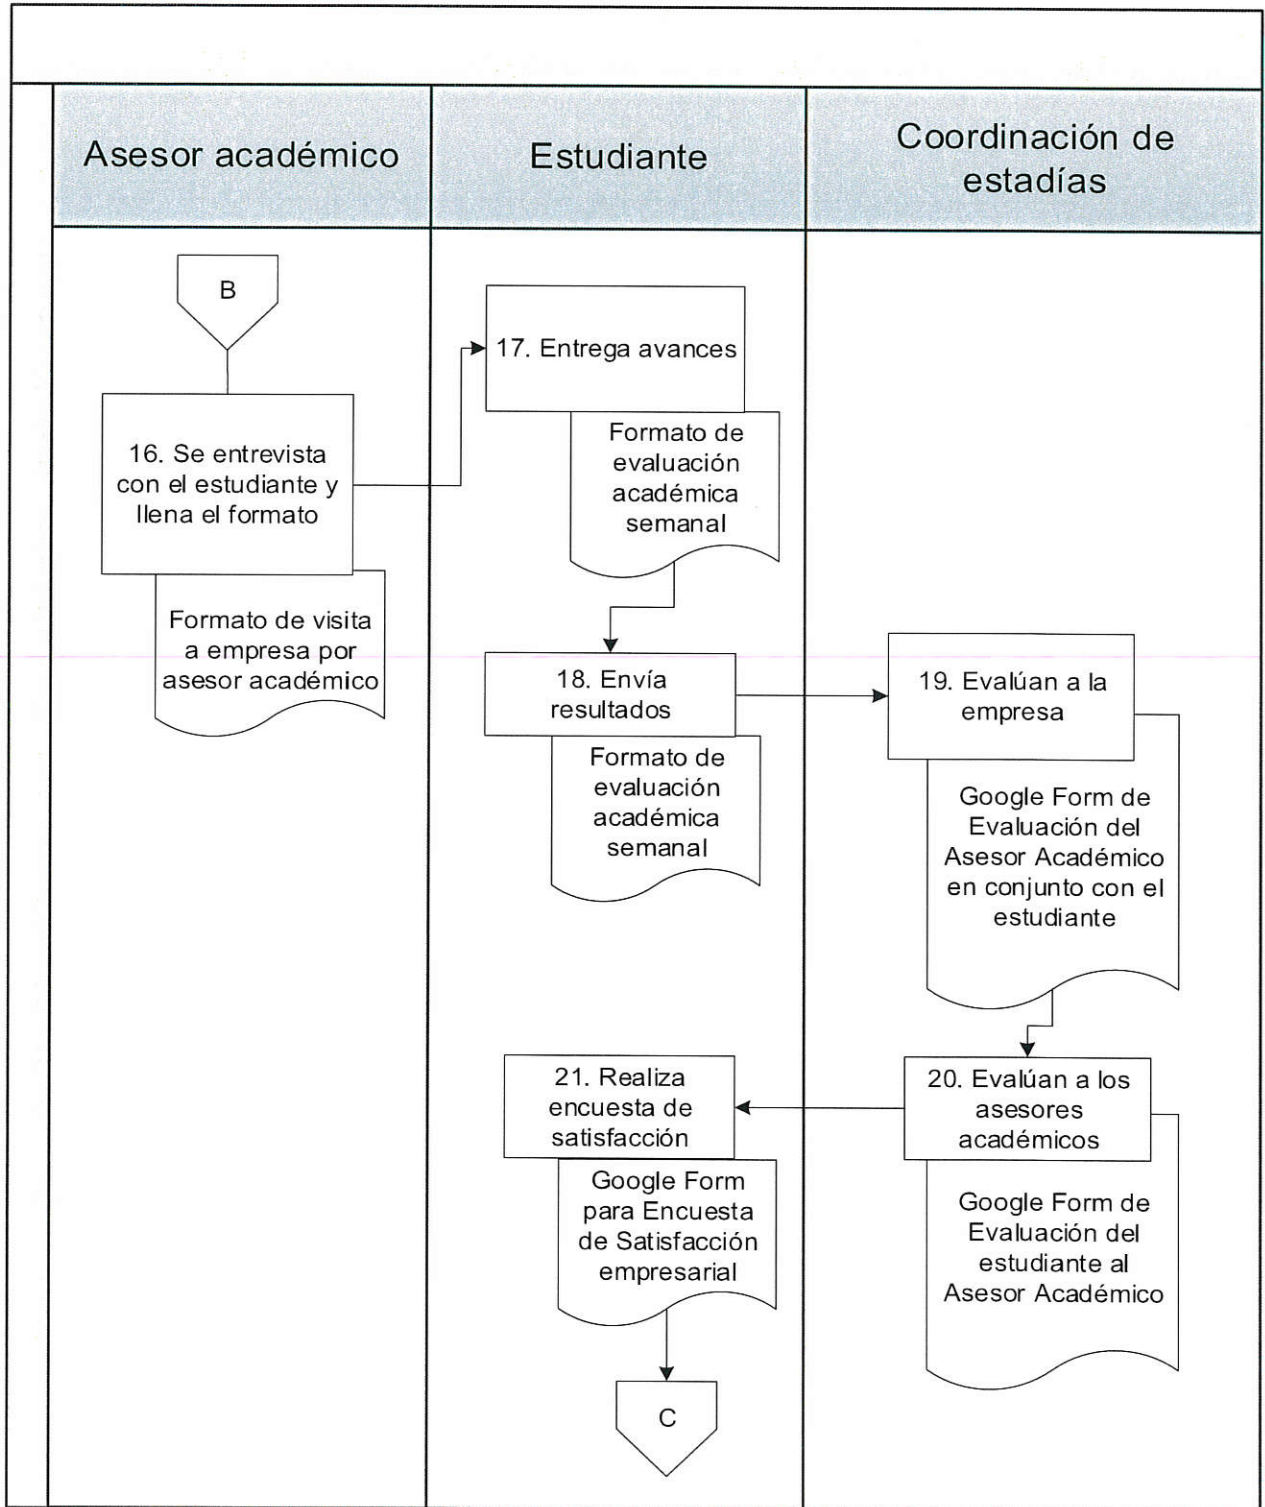 Asesor académico
Estudiante
Coordinación de
estadías
B
16. Se entrevista
con el estudiante y
llena el formato
Formato de visita
a empresa por
asesor académico
17. Entrega avances
Formato de
evaluación
académica
semanal
18. Envía
resultados
Formato de
evaluación
académica
semanal
19. Evalúan a la
empresa
Google Form de
Evaluación del
Asesor Académico
en conjunto con el
estudiante
20. Evalúan a los
asesores
académicos
Google Form de
Evaluación del
estudiante al
Asesor Académico
21. Realiza
encuesta de
satisfacción
Google Form
para Encuesta
de Satisfacción
empresarial
C